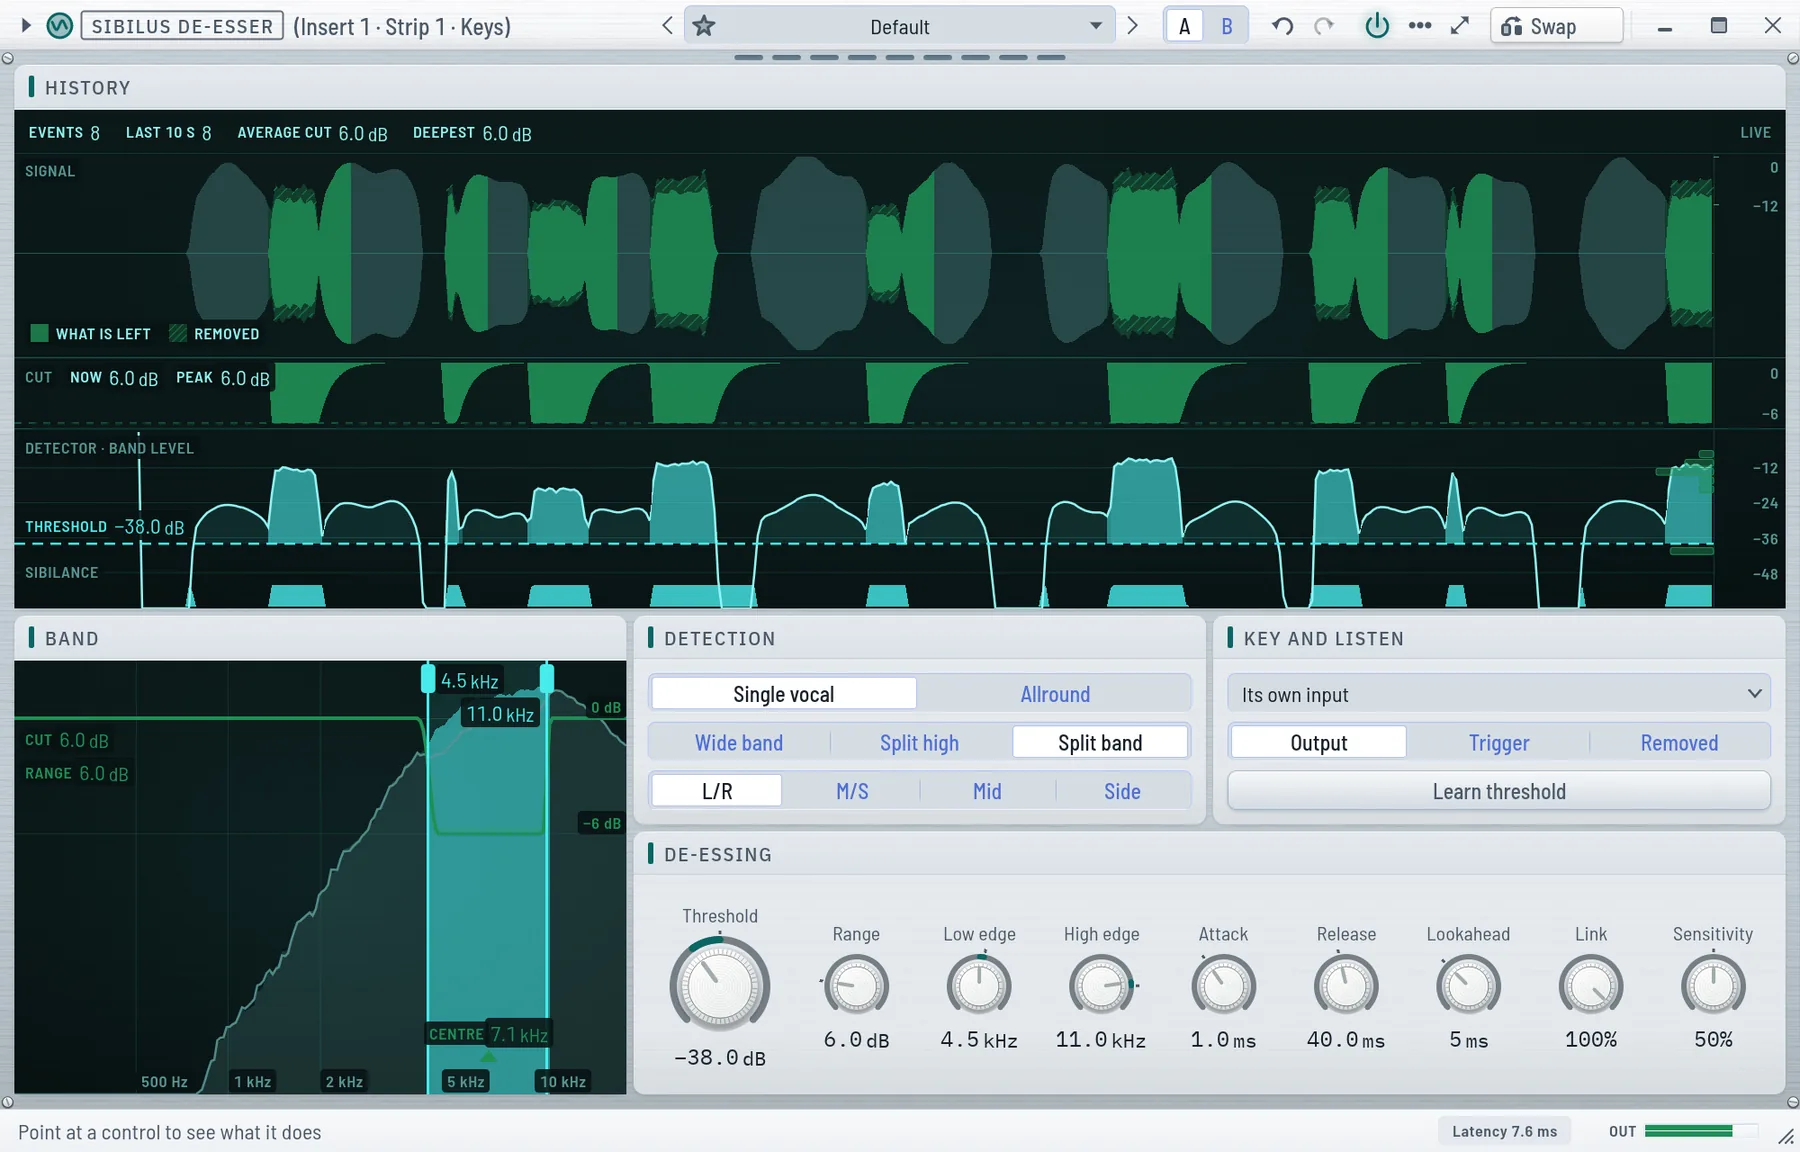 SIBILUS DE-ESSER (Insert 1 · Strip 1 · Keys) Default A B Swap
HISTORY
EVENTS 8 LAST 10 S 8 AVERAGE CUT 6.0 dB DEEPEST 6.0 dB LIVE
SIGNAL 0
-12
WHAT IS LEFT REMOVED
CUT NOW 6.0 dB PEAK 6.0 dB 0
-6
DETECTOR · BAND LEVEL
-12
-24
THRESHOLD -38.0 dB
-36
SIBILANCE -48
BAND
4.5 kHz
11.0 kHz 0 dB
CUT 6.0 dB
RANGE 6.0 dB
-6 dB
CENTRE 7.1 kHz
500 Hz 1 kHz 2 kHz 5 kHz 10 kHz
DETECTION
Single vocal Allround
Wide band Split high Split band
L/R M/S Mid Side
KEY AND LISTEN
Its own input
Output Trigger Removed
Learn threshold
DE-ESSING
Threshold Range Low edge High edge Attack Release Lookahead Link Sensitivity
-38.0 dB 6.0 dB 4.5 kHz 11.0 kHz 1.0 ms 40.0 ms 5 ms 100% 50%
Point at a control to see what it does Latency 7.6 ms OUT